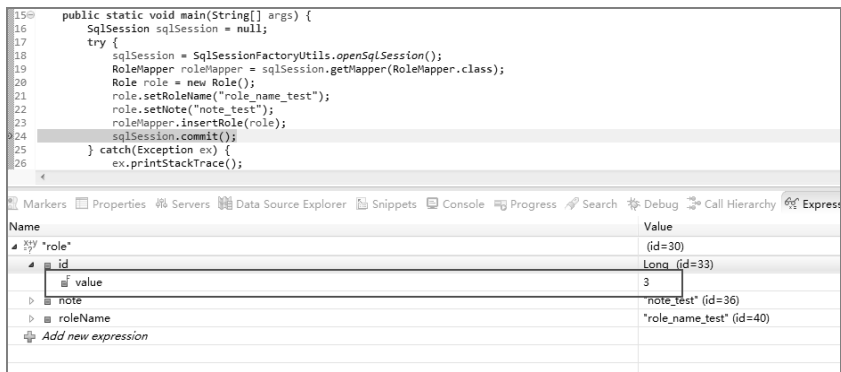 15 public static void main(String[] args) {
16 SqlSession sqlSession = null;
17 try {
18 sqlSession = SqlSessionFactoryUtils.openSqlSession();
19 RoleMapper roleMapper = sqlSession.getMapper(RoleMapper.class);
20 Role role = new Role();
21 role.setRoleName("role_name_test");
22 role.setNote("note_test");
23 roleMapper.insertRole(role);
24 sqlSession.commit();
25 } catch(Exception ex) {
26 ex.printStackTrace();
Markers Properties Servers Data Source Explorer Snippets Console Progress Search Debug Call Hierarchy Express
Name Value
"role" (id=30)
id Long (id=33)
value 3
note "note_test" (id=36)
roleName "role_name_test" (id=40)
Add new expression